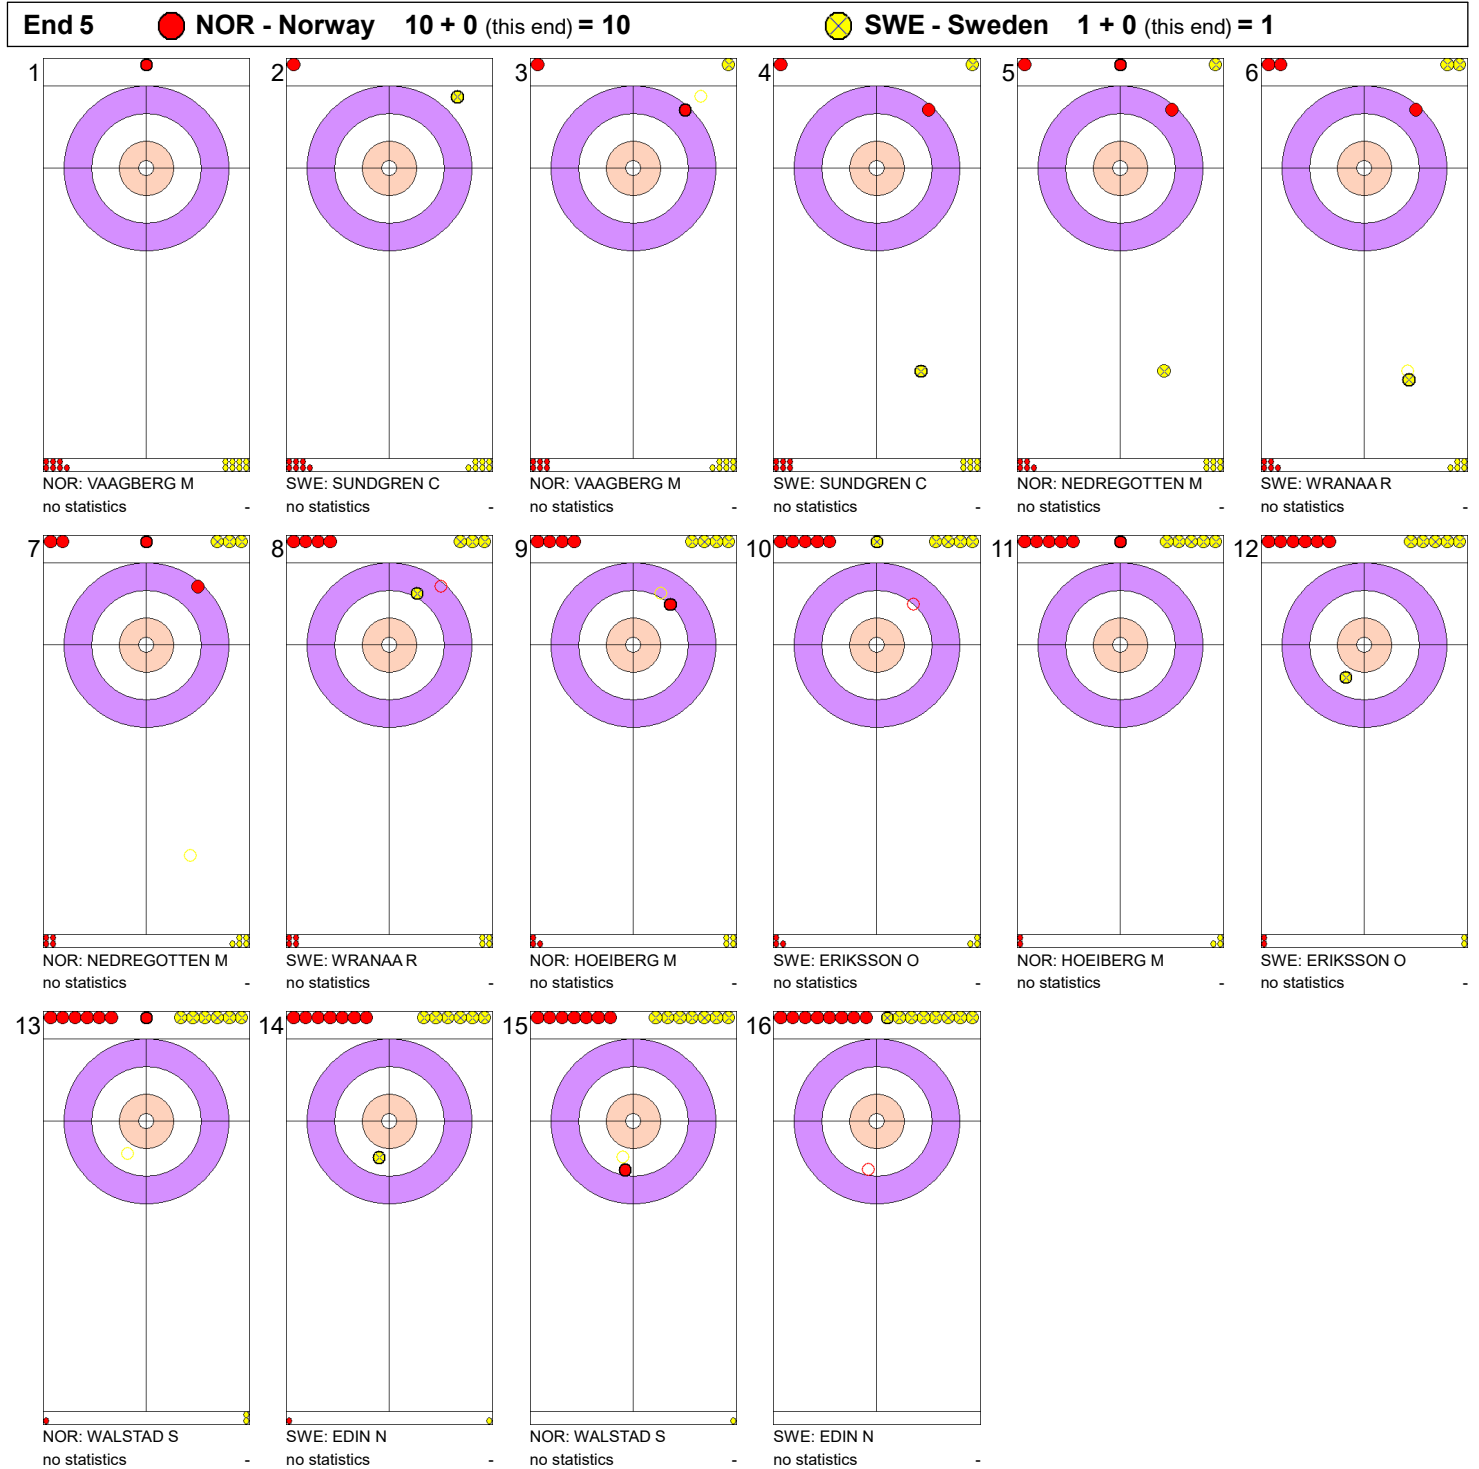 End 5 NOR - Norway 10 + 0 (this end) = 10 SWE - Sweden 1 + 0 (this end) = 1
1 2 3 4 5 6
NOR: VAAGBERG M SWE: SUNDGREN C NOR: VAAGBERG M SWE: SUNDGREN C NOR: NEDREGOTTEN M SWE: WRANAA R
no statistics - no statistics - no statistics - no statistics - no statistics - no statistics -
7 8 9 10 11 12
NOR: NEDREGOTTEN M SWE: WRANAA R NOR: HOEIBERG M SWE: ERIKSSON O NOR: HOEIBERG M SWE: ERIKSSON O
no statistics - no statistics - no statistics - no statistics - no statistics - no statistics -
13 14 15 16
NOR: WALSTAD S SWE: EDIN N NOR: WALSTAD S SWE: EDIN N
no statistics - no statistics - no statistics - no statistics -